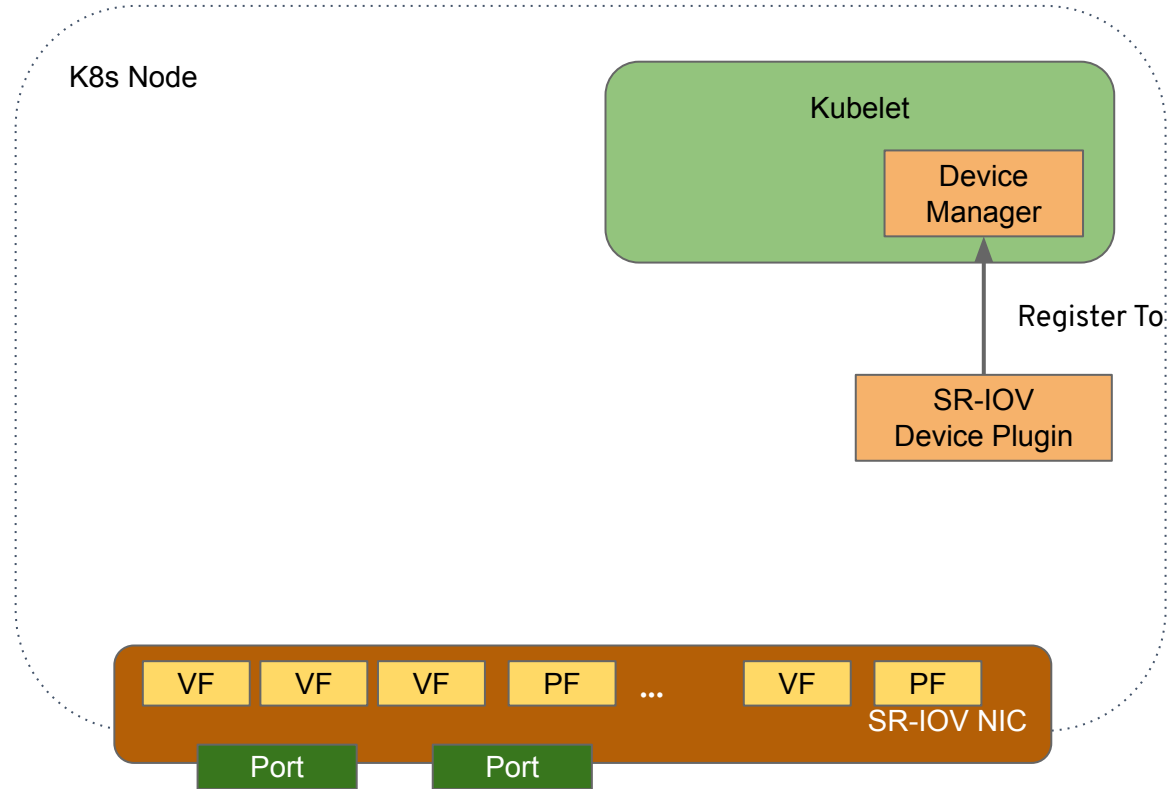 K8s Node
Kubelet
Device
Manager
Register To
SR-IOV
Device Plugin
VF
VF
VF
PF
...
VF
PF
SR-IOV NIC
Port
Port